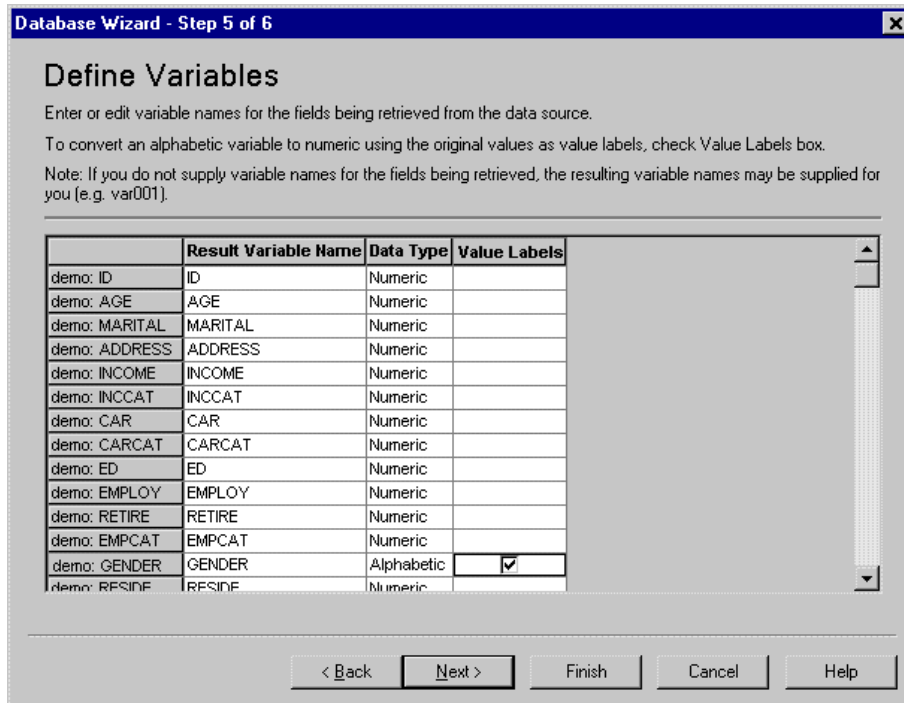 Database Wizard - Step 5 of 6
Define Variables
Enter or edit variable names for the fields being retrieved from the data source.
To convert an alphabetic variable to numeric using the original values as value labels, check Value Labels box.
Note: If you do not supply variable names for the fields being retrieved, the resulting variable names may be supplied for
you (e.g. var001).
Result Variable Name Data Type Value Labels
demo: ID ID Numeric
demo: AGE AGE Numeric
demo: MARITAL MARITAL Numeric
demo: ADDRESS ADDRESS Numeric
demo: INCOME INCOME Numeric
demo: INCCAT INCCAT Numeric
demo: CAR CAR Numeric
demo: CARCAT CARCAT Numeric
demo: ED ED Numeric
demo: EMPLOY EMPLOY Numeric
demo: RETIRE RETIRE Numeric
demo: EMPCAT EMPCAT Numeric
demo: GENDER GENDER Alphabetic
demo: RESIDE RESIDE Numeric
< Back Next > Finish Cancel Help